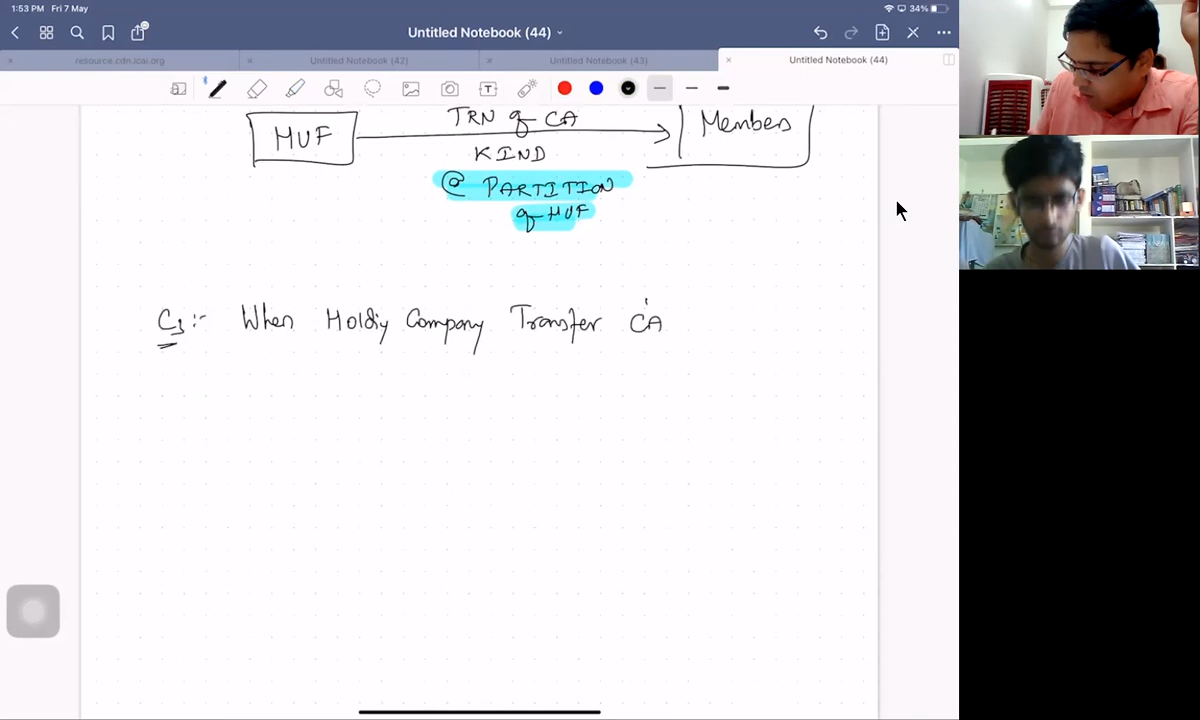 1:53 PM Fri 7 May
34%
Untitled Notebook (44)
resource.cdn.icai.org
Untitled Notebook (42)
Untitled Notebook (43)
Untitled Notebook (44)
HUF
TRN of CA
Members
KIND
@ PARTITION
of HUF
C3:- When Holdiy Company Transfer CA